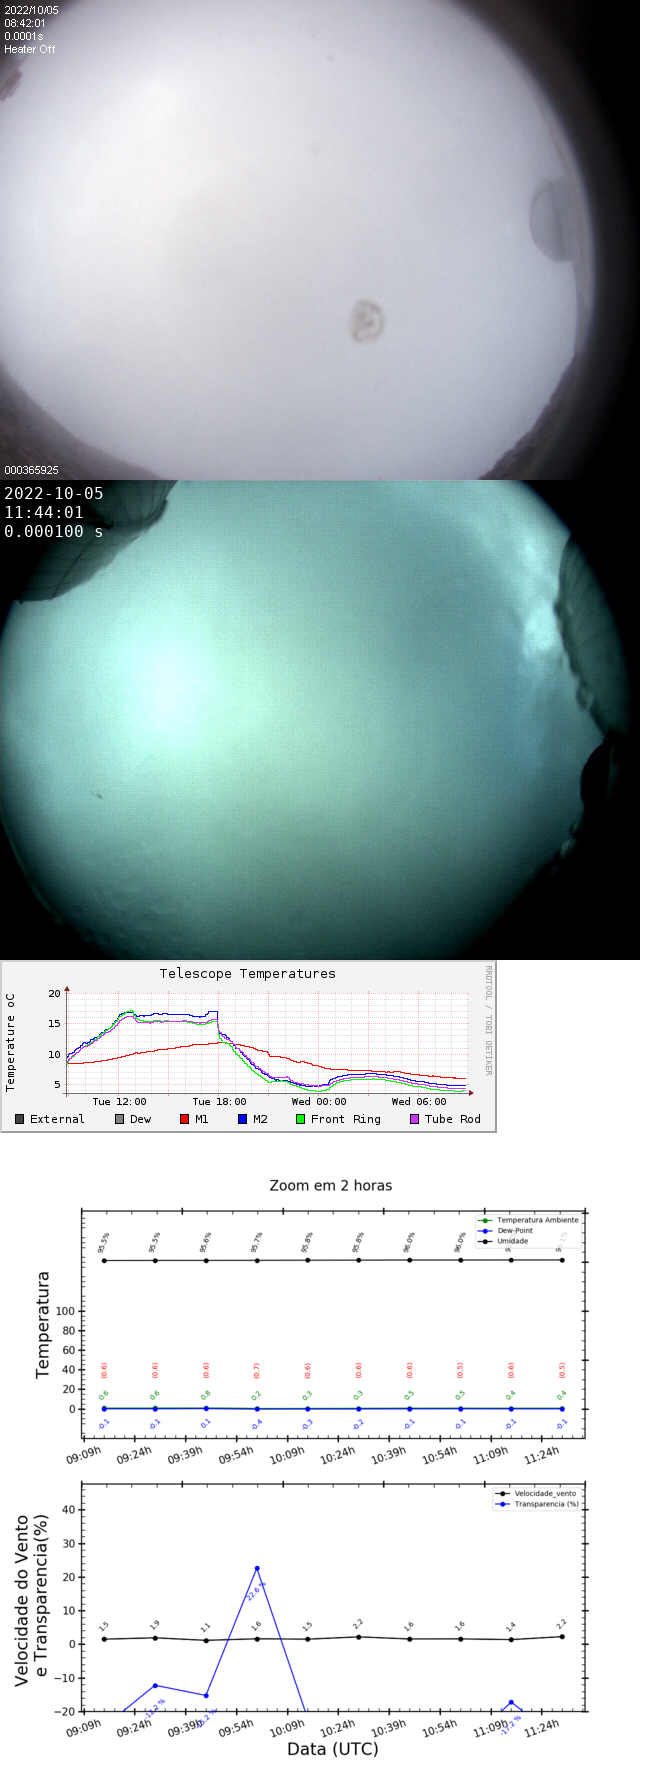 2022/10/05
08:42:01
0.0001s
Heater Off
000365925
2022-10-05
11:44:01
0.000100 s
Telescope Temperatures
RRDTOOL / TOBI OETIKER
Temperature oC
20
15
10
5
Tue 12:00 Tue 18:00 Wed 00:00 Wed 06:00
External Dew M1 M2 Front Ring Tube Rod
Zoom em 2 horas
Temperatura Ambiente
Dew-Point
Umidade
95.5% 95.5% 95.6% 95.7% 95.8% 95.8% 96.0% 96.0%
Temperatura
100
80
60
40
20
0
(0.6) (0.6) (0.6) (0.7) (0.6) (0.6) (0.6) (0.5) (0.6) (0.5)
0.6 0.6 0.8 0.2 0.3 0.3 0.5 0.5 0.4 0.4
-0.1 -0.1 0.1 -0.4 -0.3 -0.2 -0.1 -0.1 -0.1 -0.1
09:09h 09:24h 09:39h 09:54h 10:09h 10:24h 10:39h 10:54h 11:09h 11:24h
Velocidade_vento
Transparencia (%)
Velocidade do Vento
e Transparencia(%)
40
30
20
10
0
−10
−20
1.5 1.9 1.1 1.6 1.5 2.2 1.6 1.6 1.4 2.2
22.6 %
-12.2 %
-17.2 %
09:09h 09:24h 09:39h 09:54h 10:09h 10:24h 10:39h 10:54h 11:09h 11:24h
Data (UTC)